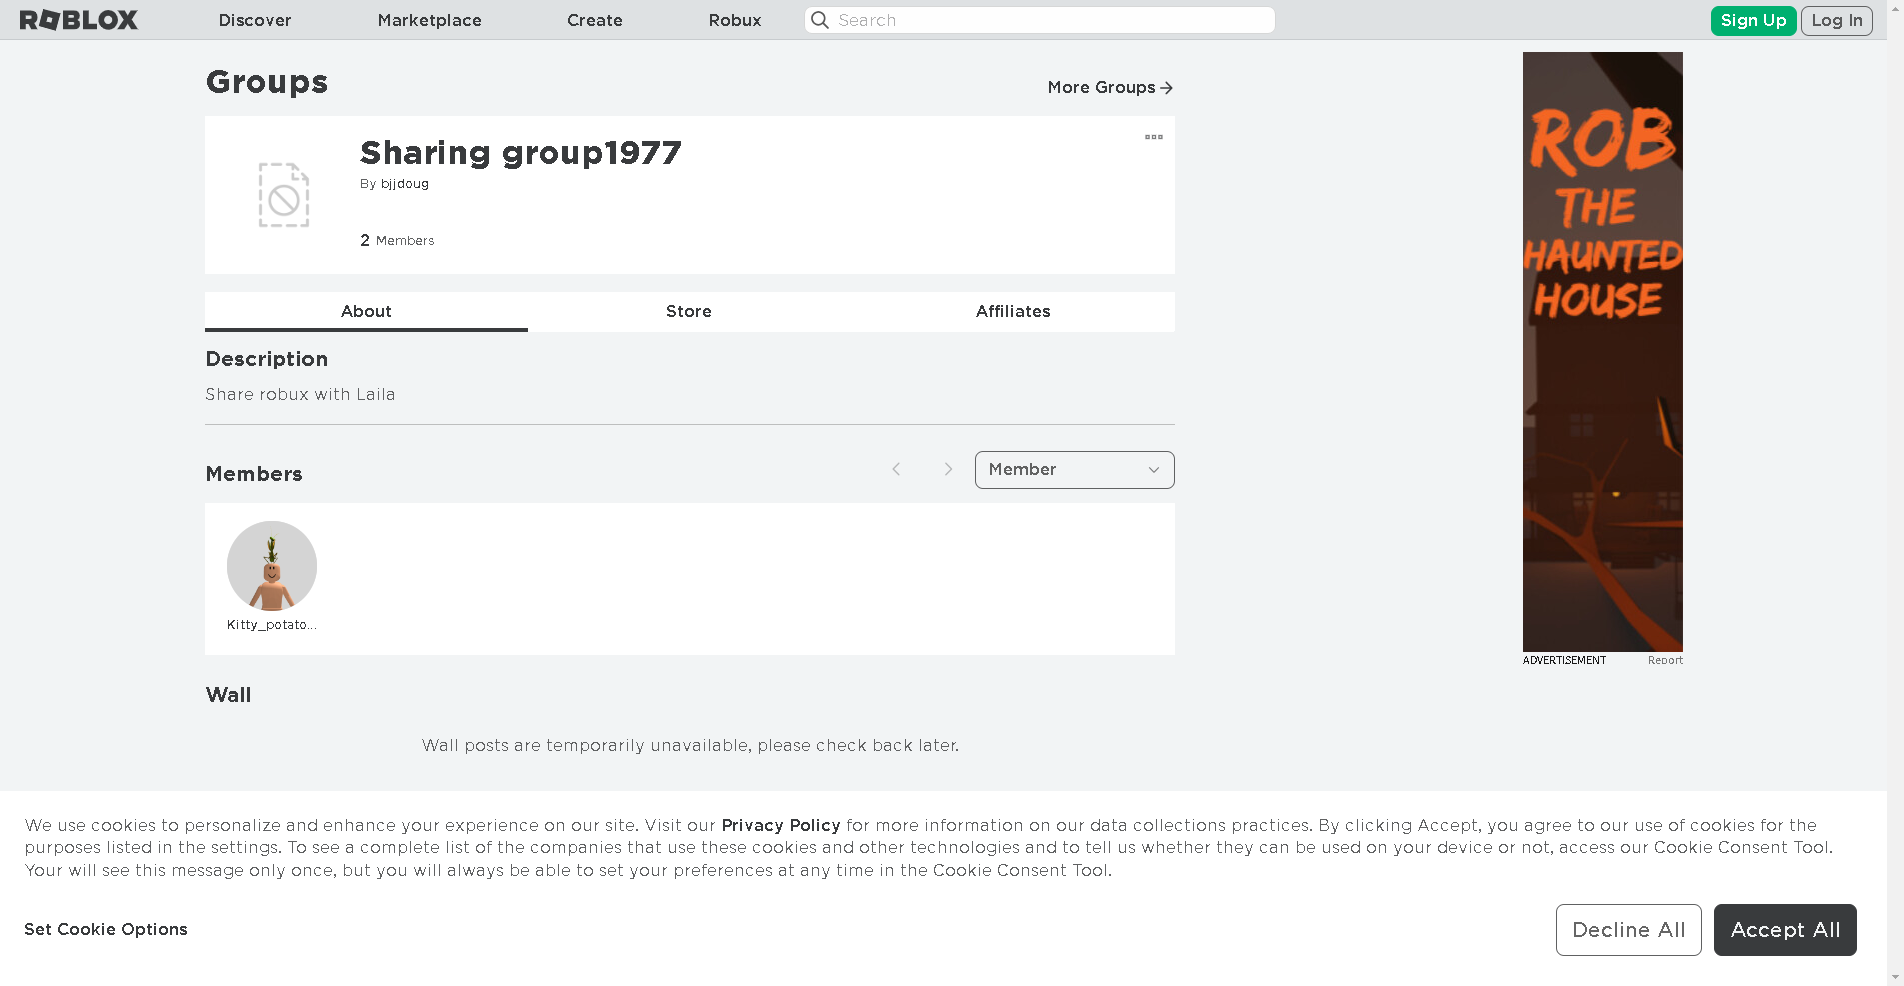 ROBLOX
Discover
Marketplace
Create
Robux
Search
Sign Up
Log In
Groups
More Groups
Sharing group1977
By bjjdoug
2 Members
About
Store
Affiliates
Description
Share robux with Laila
Members
Member
Kitty_potato...
Wall
Wall posts are temporarily unavailable, please check back later.
ROB
THE
HAUNTED
HOUSE
ADVERTISEMENT
Report
We use cookies to personalize and enhance your experience on our site. Visit our Privacy Policy for more information on our data collections practices. By clicking Accept, you agree to our use of cookies for the
purposes listed in the settings. To see a complete list of the companies that use these cookies and other technologies and to tell us whether they can be used on your device or not, access our Cookie Consent Tool.
Your will see this message only once, but you will always be able to set your preferences at any time in the Cookie Consent Tool.
Set Cookie Options
Decline All
Accept All